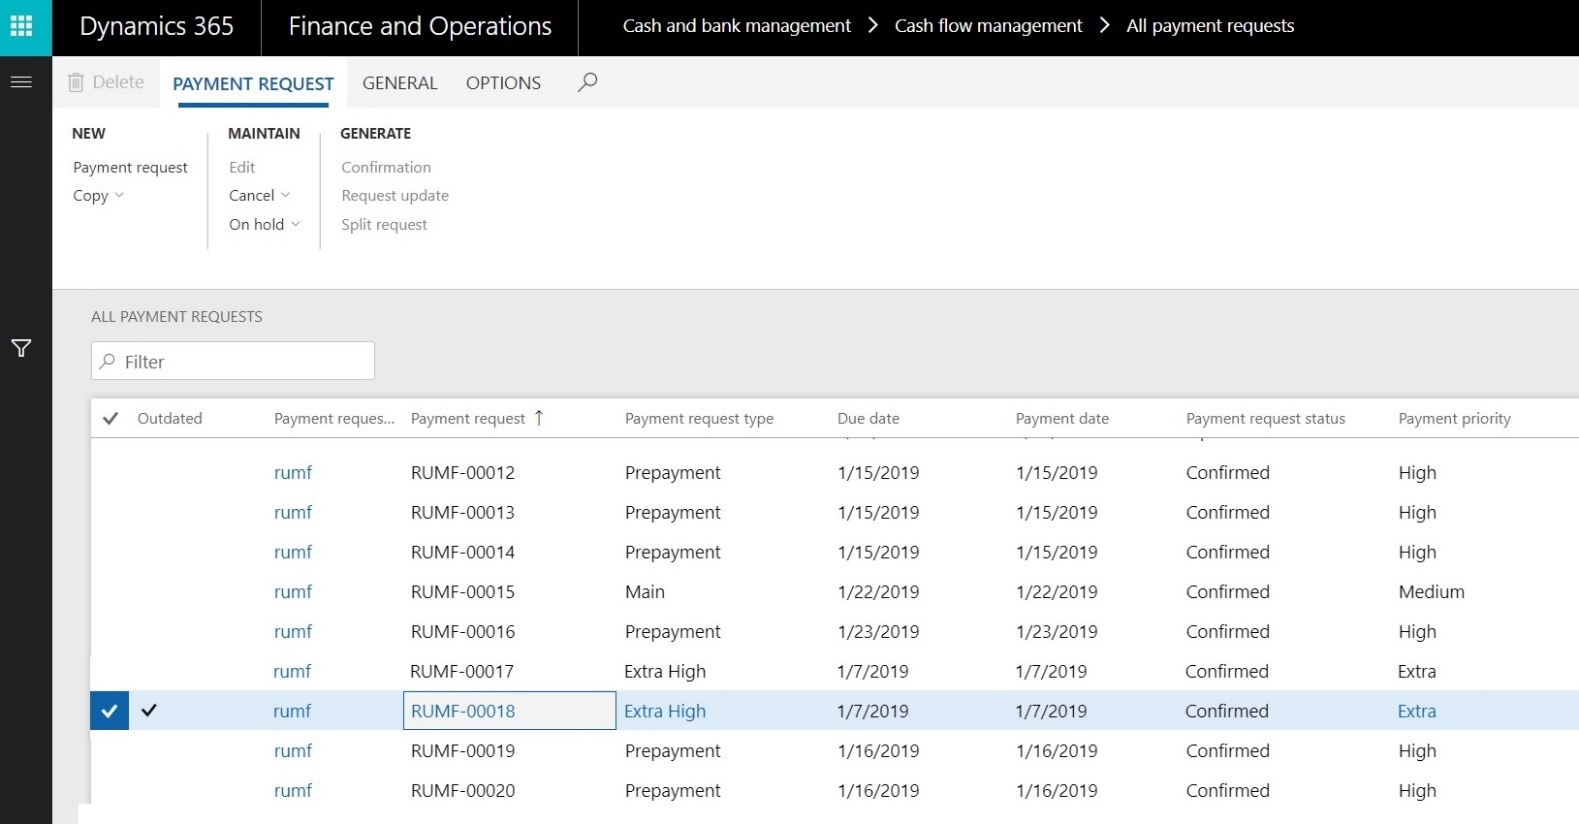 Dynamics 365 Finance and Operations Cash and bank management > Cash flow management > All payment requests
Delete PAYMENT REQUEST GENERAL OPTIONS
NEW MAINTAIN GENERATE
Payment request Edit Confirmation
Copy Cancel Request update
On hold Split request
ALL PAYMENT REQUESTS
Filter
Outdated Payment reques... Payment request ↑ Payment request type Due date Payment date Payment request status Payment priority
rumf RUMF-00012 Prepayment 1/15/2019 1/15/2019 Confirmed High
rumf RUMF-00013 Prepayment 1/15/2019 1/15/2019 Confirmed High
rumf RUMF-00014 Prepayment 1/15/2019 1/15/2019 Confirmed High
rumf RUMF-00015 Main 1/22/2019 1/22/2019 Confirmed Medium
rumf RUMF-00016 Prepayment 1/23/2019 1/23/2019 Confirmed High
rumf RUMF-00017 Extra High 1/7/2019 1/7/2019 Confirmed Extra
rumf RUMF-00018 Extra High 1/7/2019 1/7/2019 Confirmed Extra
rumf RUMF-00019 Prepayment 1/16/2019 1/16/2019 Confirmed High
rumf RUMF-00020 Prepayment 1/16/2019 1/16/2019 Confirmed High